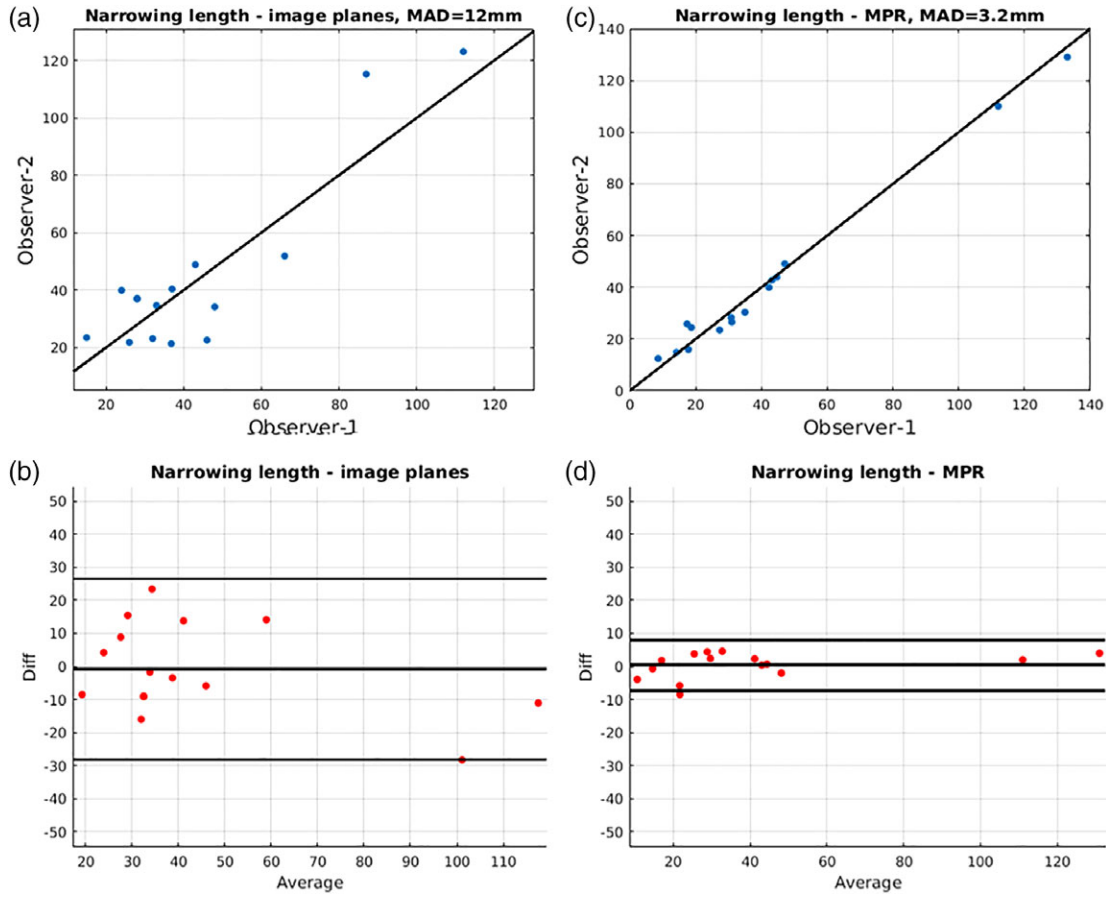 (a)
Narrowing length - image planes, MAD=12mm
120
100
80
60
40
20
Observer-2
20 40 60 80 100 120
Observer-1
(c)
Narrowing length - MPR, MAD=3.2mm
140
120
100
80
60
40
20
0
Observer-2
0 20 40 60 80 100 120 140
Observer-1
(b)
Narrowing length - image planes
50
40
30
20
10
0
-10
-20
-30
-40
-50
Diff
20 30 40 50 60 70 80 90 100 110
Average
(d)
Narrowing length - MPR
50
40
30
20
10
0
-10
-20
-30
-40
-50
Diff
20 40 60 80 100 120
Average